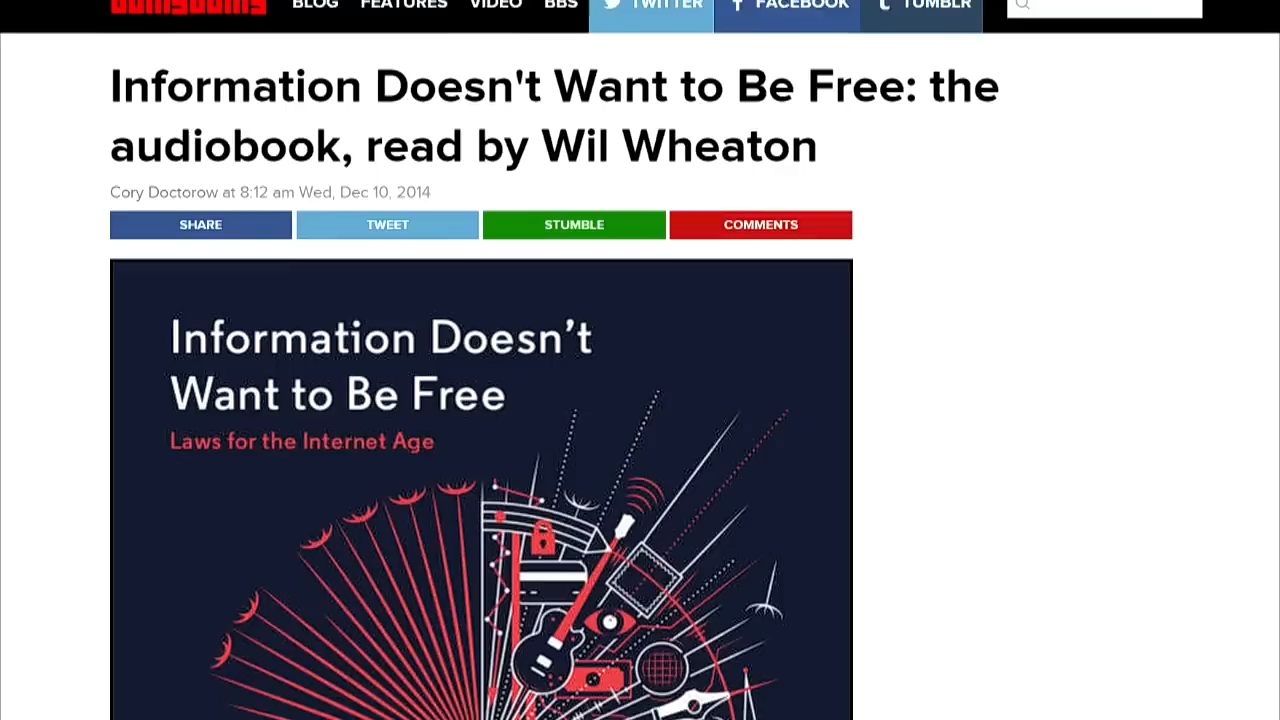 boingboing BLOG FEATURES VIDEO BBS TWITTER FACEBOOK TUMBLR
Information Doesn't Want to Be Free: the
audiobook, read by Wil Wheaton
Cory Doctorow at 8:12 am Wed, Dec 10, 2014
SHARE TWEET STUMBLE COMMENTS
Information Doesn’t
Want to Be Free
Laws for the Internet Age